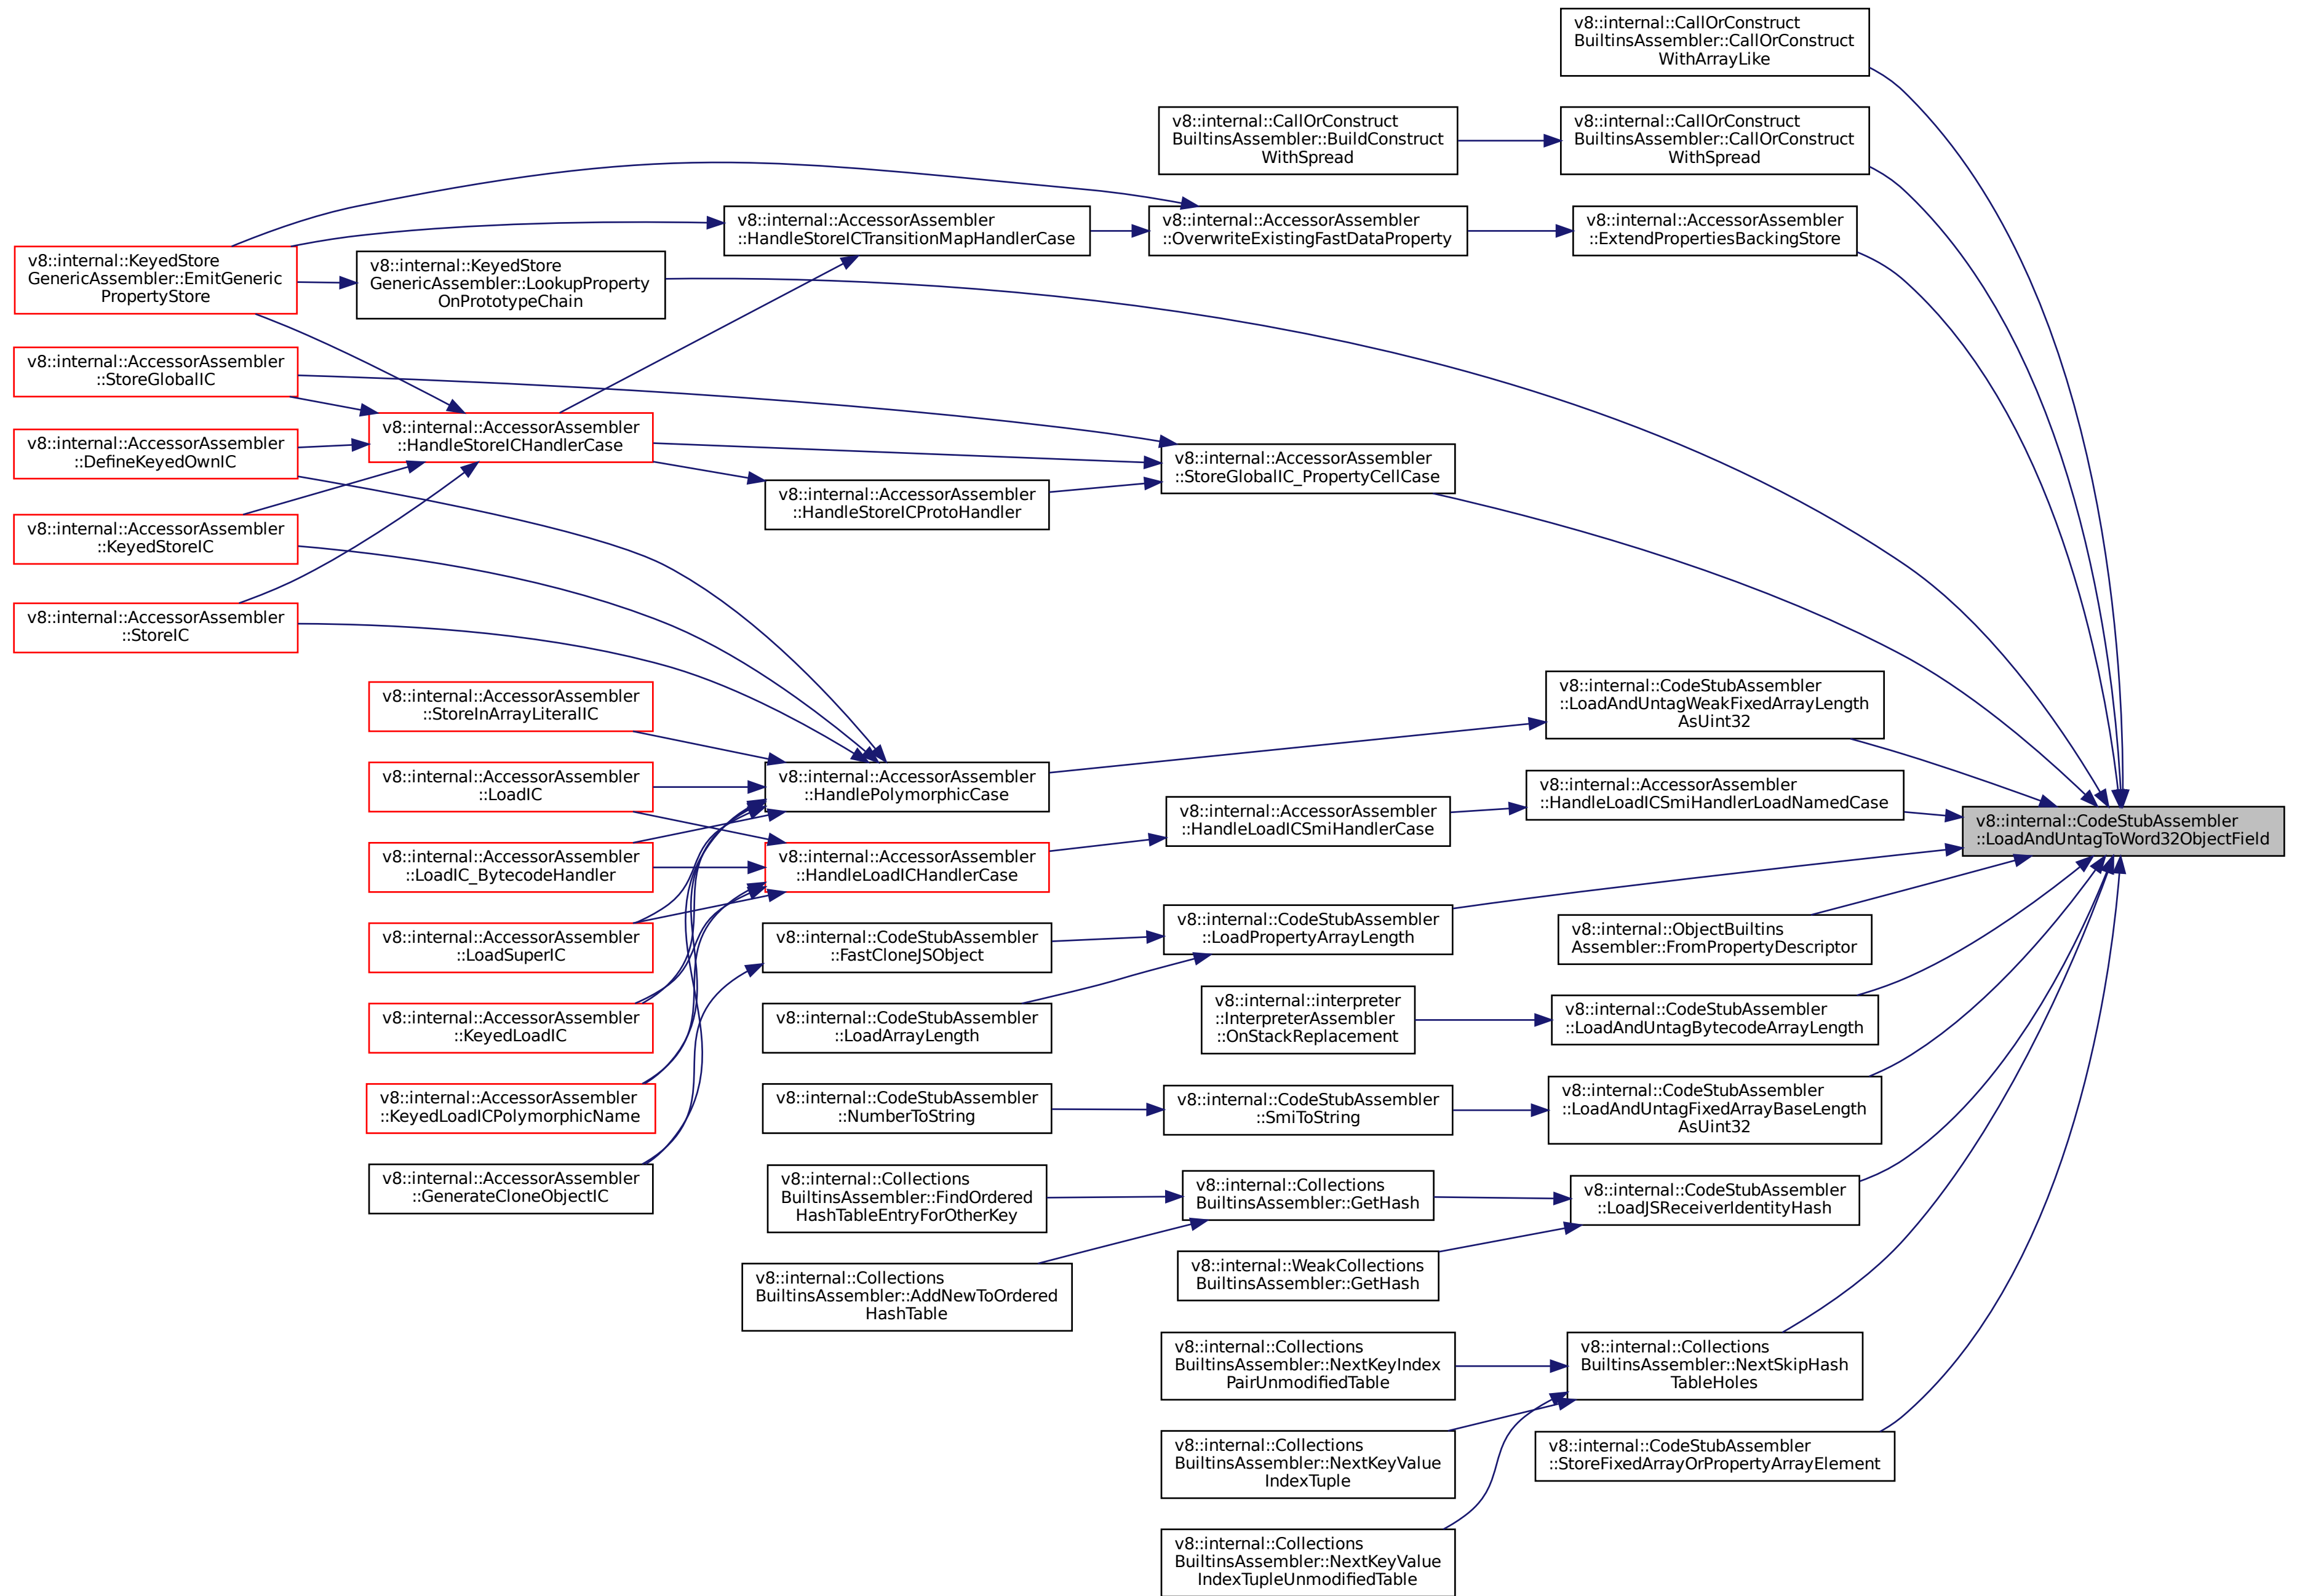 v8::internal::CallOrConstruct
BuiltinsAssembler::CallOrConstruct
WithArrayLike
v8::internal::CallOrConstruct
BuiltinsAssembler::BuildConstruct
WithSpread
v8::internal::CallOrConstruct
BuiltinsAssembler::CallOrConstruct
WithSpread
v8::internal::AccessorAssembler
::HandleStoreICTransitionMapHandlerCase
v8::internal::AccessorAssembler
::OverwriteExistingFastDataProperty
v8::internal::AccessorAssembler
::ExtendPropertiesBackingStore
v8::internal::KeyedStore
GenericAssembler::EmitGeneric
PropertyStore
v8::internal::KeyedStore
GenericAssembler::LookupProperty
OnPrototypeChain
v8::internal::AccessorAssembler
::StoreGlobalIC
v8::internal::AccessorAssembler
::HandleStoreICHandlerCase
v8::internal::AccessorAssembler
::DefineKeyedOwnIC
v8::internal::AccessorAssembler
::StoreGlobalIC_PropertyCellCase
v8::internal::AccessorAssembler
::HandleStoreICProtoHandler
v8::internal::AccessorAssembler
::KeyedStoreIC
v8::internal::AccessorAssembler
::StoreIC
v8::internal::AccessorAssembler
::StoreInArrayLiteralIC
v8::internal::CodeStubAssembler
::LoadAndUntagWeakFixedArrayLength
AsUint32
v8::internal::AccessorAssembler
::LoadIC
v8::internal::AccessorAssembler
::HandlePolymorphicCase
v8::internal::AccessorAssembler
::HandleLoadICSmiHandlerCase
v8::internal::AccessorAssembler
::HandleLoadICSmiHandlerLoadNamedCase
v8::internal::CodeStubAssembler
::LoadAndUntagToWord32ObjectField
v8::internal::AccessorAssembler
::LoadIC_BytecodeHandler
v8::internal::AccessorAssembler
::HandleLoadICHandlerCase
v8::internal::AccessorAssembler
::LoadSuperIC
v8::internal::CodeStubAssembler
::FastCloneJSObject
v8::internal::CodeStubAssembler
::LoadPropertyArrayLength
v8::internal::ObjectBuiltins
Assembler::FromPropertyDescriptor
v8::internal::AccessorAssembler
::KeyedLoadIC
v8::internal::CodeStubAssembler
::LoadArrayLength
v8::internal::interpreter
::InterpreterAssembler
::OnStackReplacement
v8::internal::CodeStubAssembler
::LoadAndUntagBytecodeArrayLength
v8::internal::AccessorAssembler
::KeyedLoadICPolymorphicName
v8::internal::CodeStubAssembler
::NumberToString
v8::internal::CodeStubAssembler
::SmiToString
v8::internal::CodeStubAssembler
::LoadAndUntagFixedArrayBaseLength
AsUint32
v8::internal::AccessorAssembler
::GenerateCloneObjectIC
v8::internal::Collections
BuiltinsAssembler::FindOrdered
HashTableEntryForOtherKey
v8::internal::Collections
BuiltinsAssembler::GetHash
v8::internal::CodeStubAssembler
::LoadJSReceiverIdentityHash
v8::internal::Collections
BuiltinsAssembler::AddNewToOrdered
HashTable
v8::internal::WeakCollections
BuiltinsAssembler::GetHash
v8::internal::Collections
BuiltinsAssembler::NextKeyIndex
PairUnmodifiedTable
v8::internal::Collections
BuiltinsAssembler::NextSkipHash
TableHoles
v8::internal::Collections
BuiltinsAssembler::NextKeyValue
IndexTuple
v8::internal::CodeStubAssembler
::StoreFixedArrayOrPropertyArrayElement
v8::internal::Collections
BuiltinsAssembler::NextKeyValue
IndexTupleUnmodifiedTable